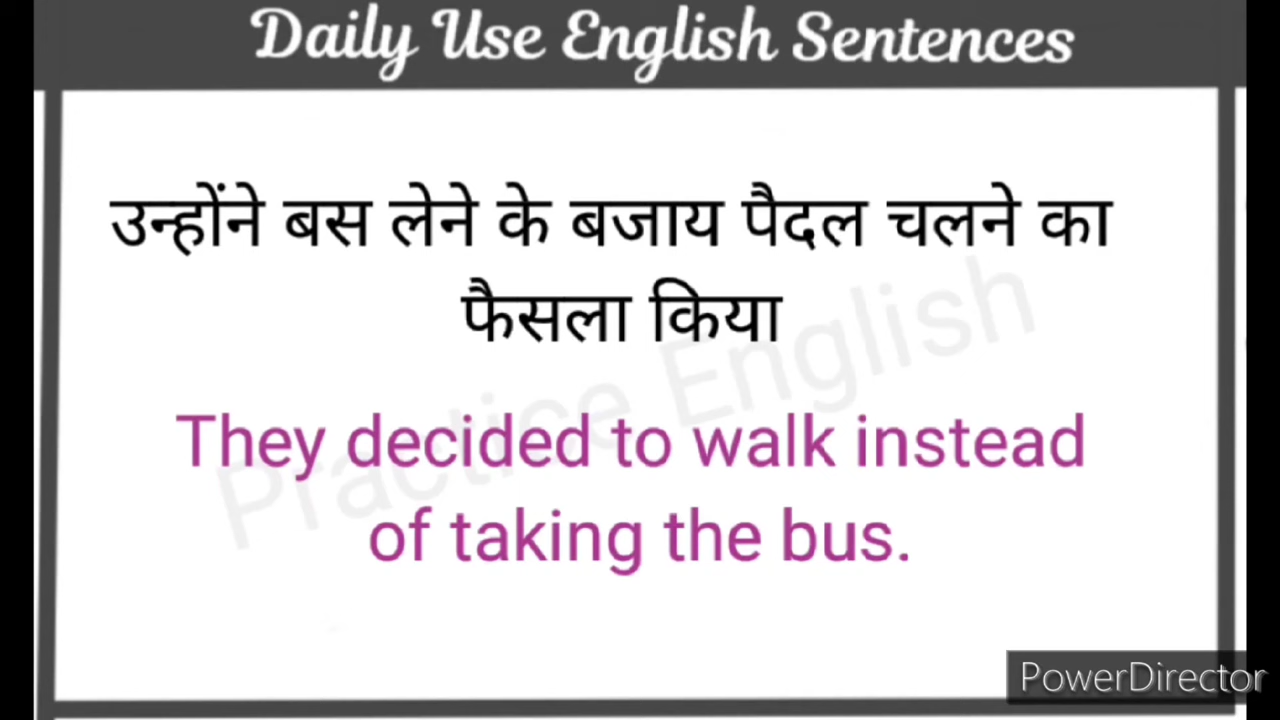 Daily Use English Sentences
उन्होंने बस लेने के बजाय पैदल चलने का
फैसला किया
Practice English
They decided to walk instead
of taking the bus.
PowerDirector